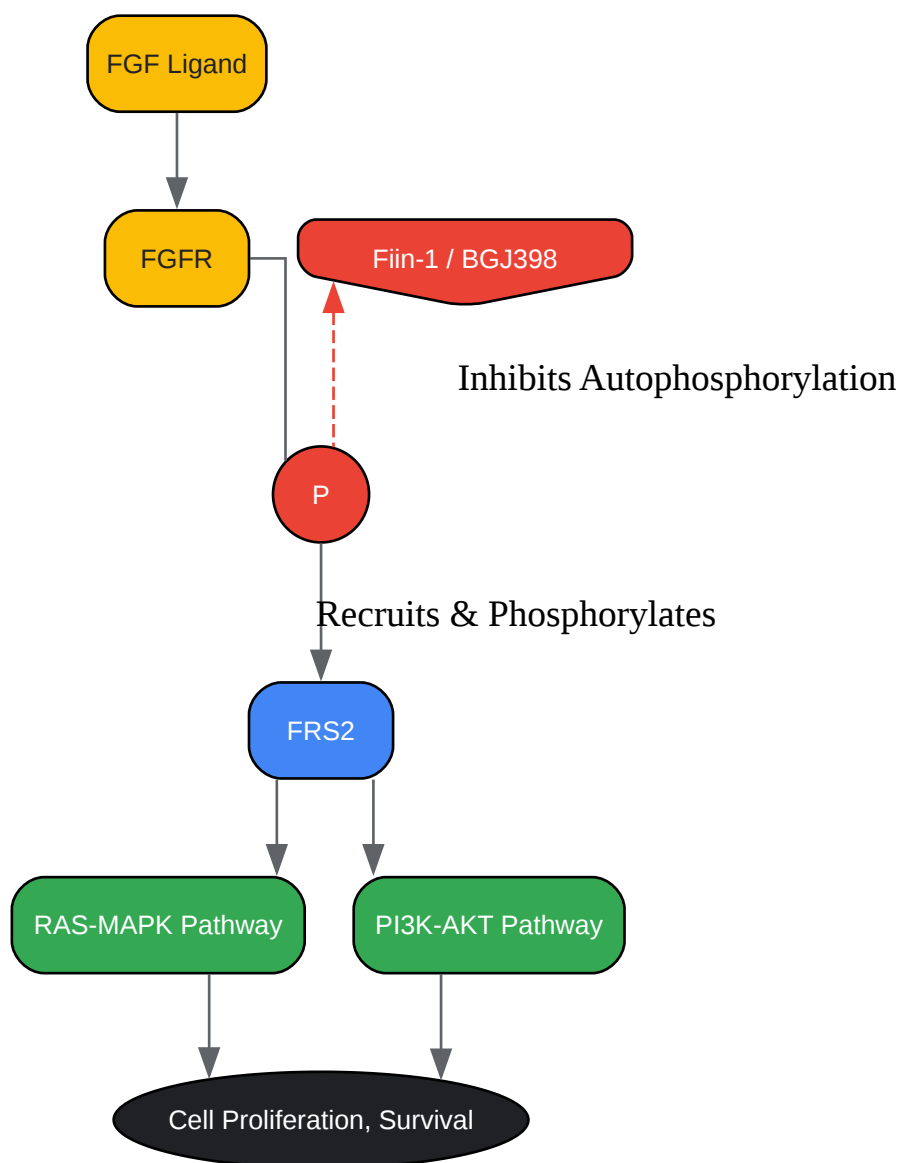 FGF Ligand
FGFR
Fiin-1 / BGJ398
Inhibits Autophosphorylation
P
Recruits & Phosphorylates
FRS2
RAS-MAPK Pathway
PI3K-AKT Pathway
Cell Proliferation, Survival